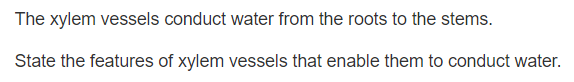 The xylem vessels conduct water from the roots to the stems.
State the features of xylem vessels that enable them to conduct water.